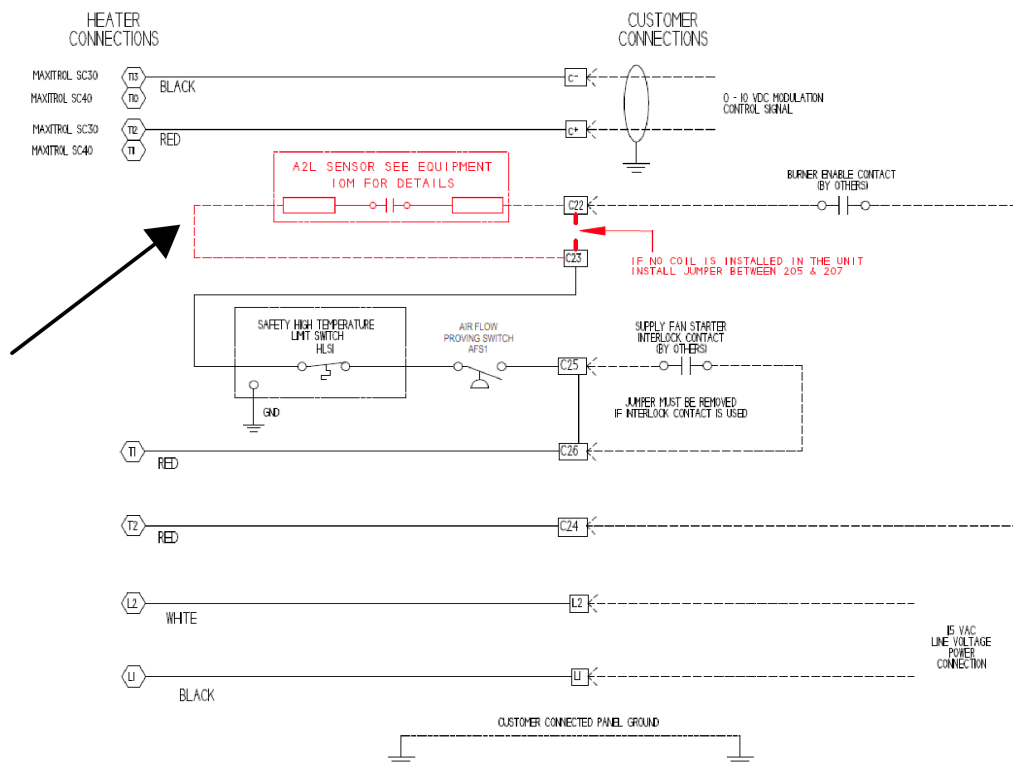 HEATER
CONNECTIONS
CUSTOMER
CONNECTIONS
MAXITROL SC30
T13
BLACK
C-
MAXITROL SC40
T10
0 - 10 VDC MODULATION
CONTROL SIGNAL
MAXITROL SC30
T12
RED
C+
MAXITROL SC40
T11
A2L SENSOR SEE EQUIPMENT
IOM FOR DETAILS
BURNER ENABLE CONTACT
(BY OTHERS)
C22
C23
IF NO COIL IS INSTALLED IN THE UNIT
INSTALL JUMPER BETWEEN 205 & 207
SAFETY HIGH TEMPERATURE
LIMIT SWITCH
HLS1
GND
AIR FLOW
PROVING SWITCH
AFS1
SUPPLY FAN STARTER
INTERLOCK CONTACT
(BY OTHERS)
C25
JUMPER MUST BE REMOVED
IF INTERLOCK CONTACT IS USED
T1
RED
C26
T2
RED
C24
L2
WHITE
L2
115 VAC
LINE VOLTAGE
POWER
CONNECTION
L1
BLACK
L1
CUSTOMER CONNECTED PANEL GROUND